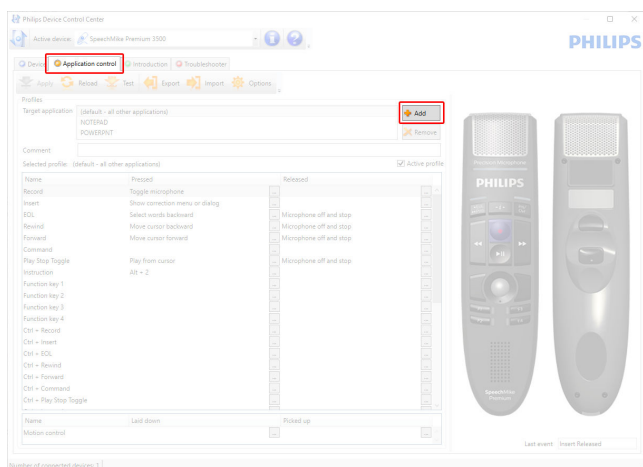 Philips Device Control Center
Active device: SpeechMike Premium 3500
PHILIPS
Device Application control Introduction Troubleshooter
Apply Reload Test Export Import Options
Profiles
Target application (default - all other applications) Add
NOTEPAD
POWERPNT Remove
Comment
Selected profile: (default - all other applications) Active profile
Name Pressed Released
Record Toggle microphone
Insert Show correction menu or dialog
EOL Select words backward Microphone off and stop
Rewind Move cursor backward Microphone off and stop
Forward Move cursor forward Microphone off and stop
Command
Play Stop Toggle Play from cursor Microphone off and stop
Instruction Alt + 2
Function key 1
Function key 2
Function key 3
Function key 4
Ctrl + Record
Ctrl + Insert
Ctrl + EOL
Ctrl + Rewind
Ctrl + Forward
Ctrl + Command
Ctrl + Play Stop Toggle
Name Laid down Picked up
Motion control
Precision Microphone
PHILIPS
SpeechMike
Premium
Last event Insert Released
Number of connected devices: 1